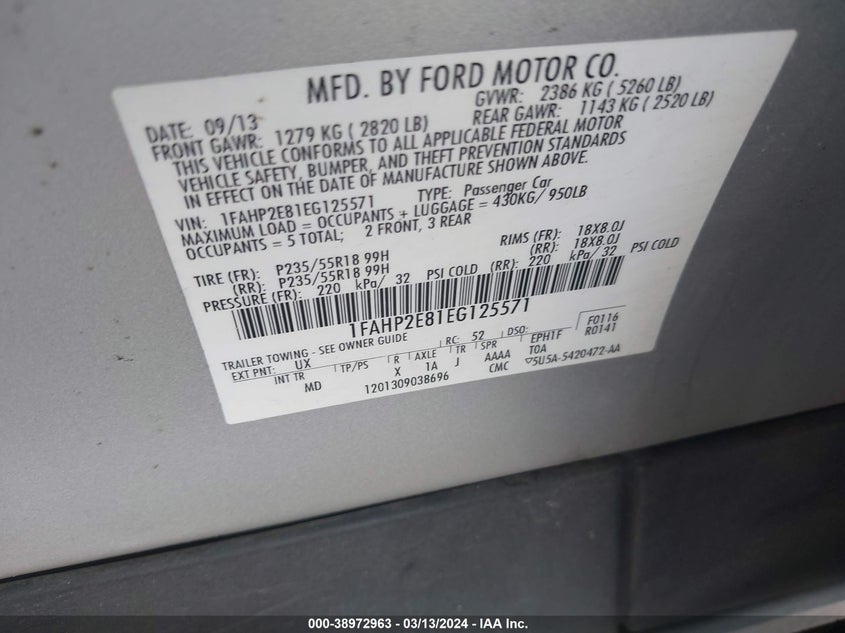 MFD. BY FORD MOTOR CO.
DATE: 09/13 GVWR: 2386 KG ( 5260 LB)
FRONT GAWR: 1279 KG ( 2820 LB) REAR GAWR: 1143 KG ( 2520 LB)
THIS VEHICLE CONFORMS TO ALL APPLICABLE FEDERAL MOTOR
VEHICLE SAFETY, BUMPER, AND THEFT PREVENTION STANDARDS
IN EFFECT ON THE DATE OF MANUFACTURE SHOWN ABOVE.
VIN: 1FAHP2E81EG125571 TYPE: Passenger Car
MAXIMUM LOAD = OCCUPANTS + LUGGAGE = 430KG/ 950LB
OCCUPANTS = 5 TOTAL; 2 FRONT, 3 REAR
TIRE (FR): P235/55R18 99H RIMS (FR): 18X8.0J
(RR): P235/55R18 99H (RR): 18X8.0J
PRESSURE (FR): 220 kPa/ 32 PSI COLD (RR): 220 kPa/ 32 PSI COLD
1FAHP2E81EG125571
TRAILER TOWING - SEE OWNER GUIDE
F0116
R0141
EXT PNT: UX RC: 52 DSO: EPH1F
INT TR TP/PS R AXLE TR SPR T0A
MD X 1A J AAAA CMC ▽5U5A-5420472-AA
1201309038696
000-38972963 - 03/13/2024 - IAA Inc.